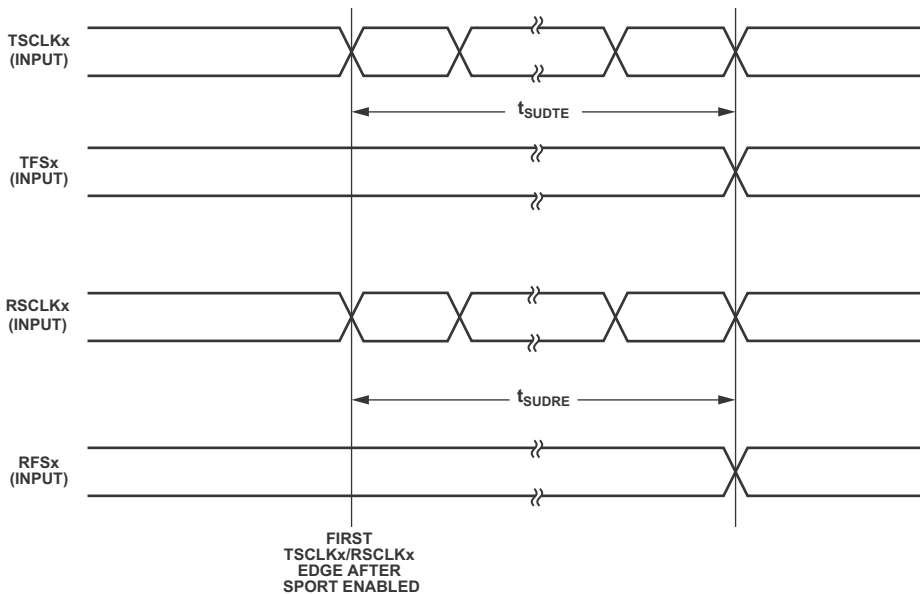 TSCLKx
(INPUT)
tSUDTE
TFSx
(INPUT)
RSCLKx
(INPUT)
tSUDRE
RFSx
(INPUT)
FIRST
TSCLKx/RSCLKx
EDGE AFTER
SPORT ENABLED